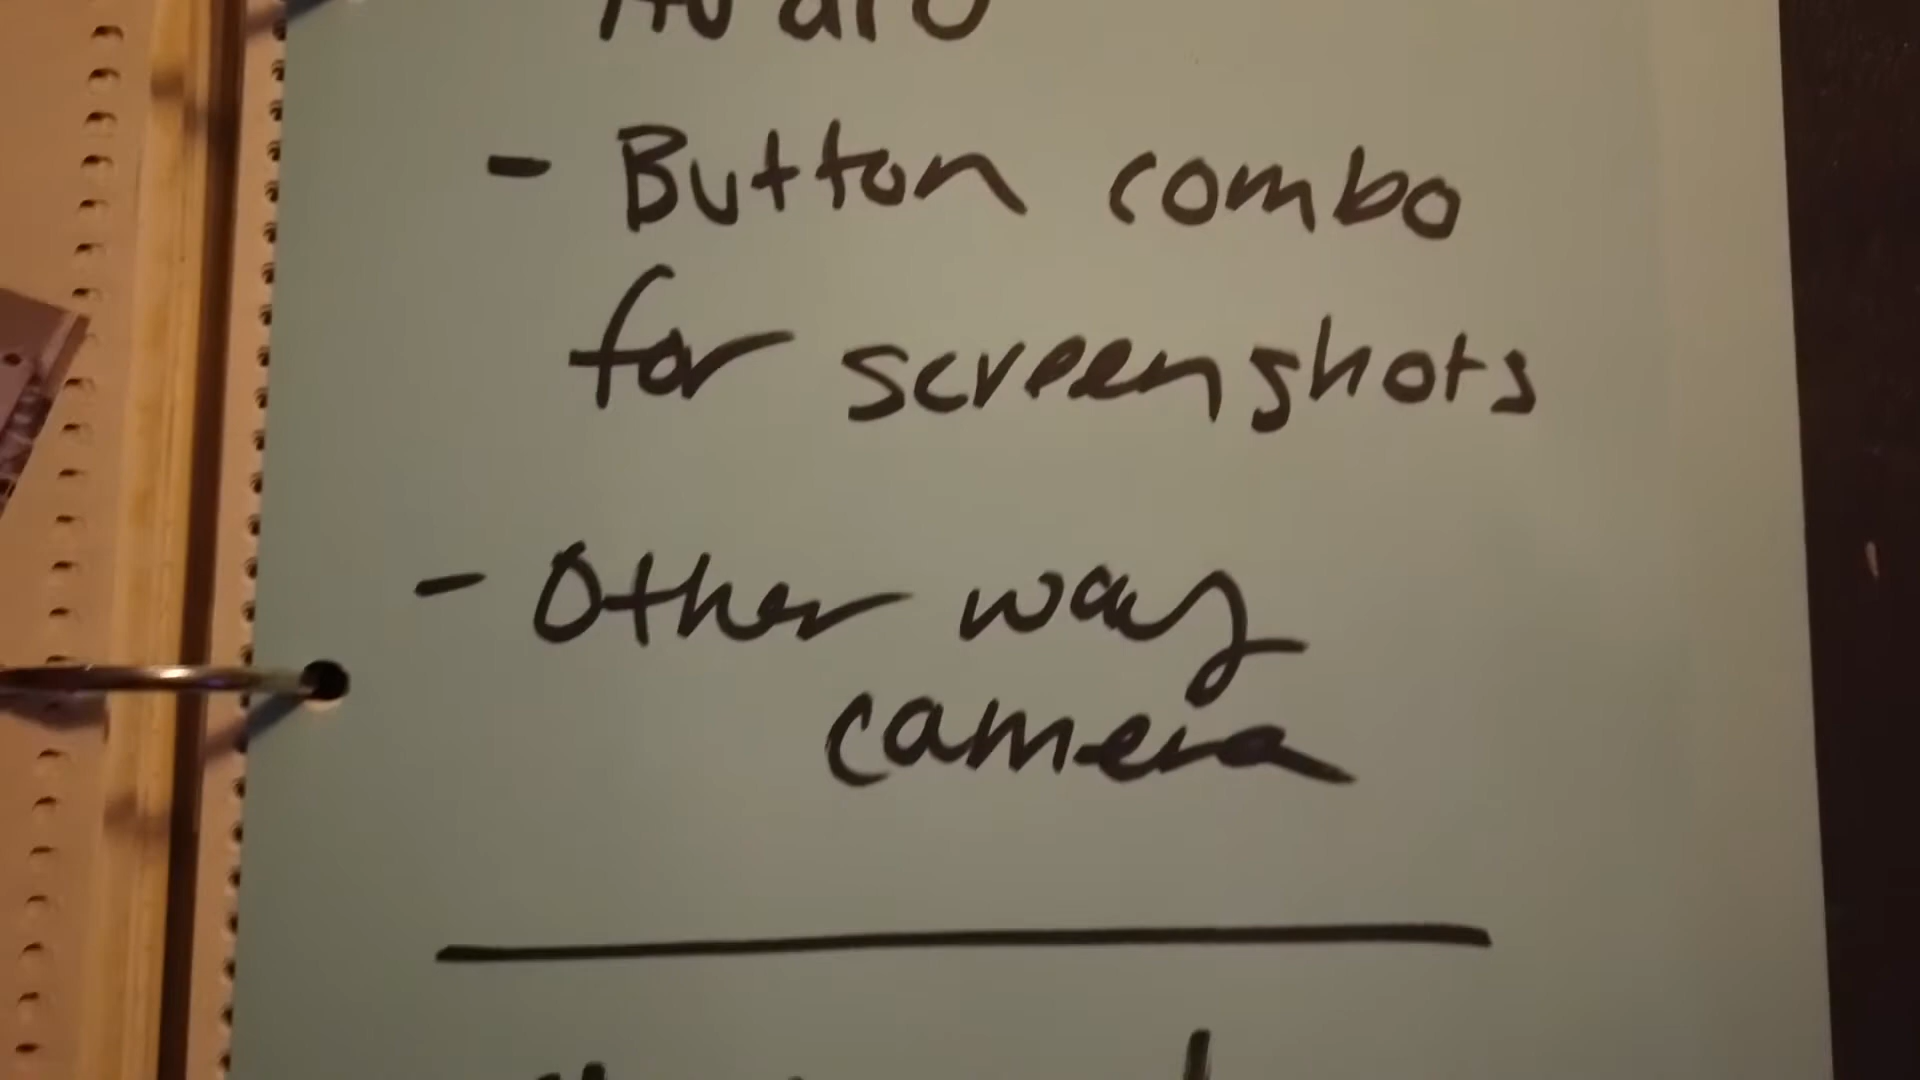 - Button combo
for screenshots
- Other way
camera